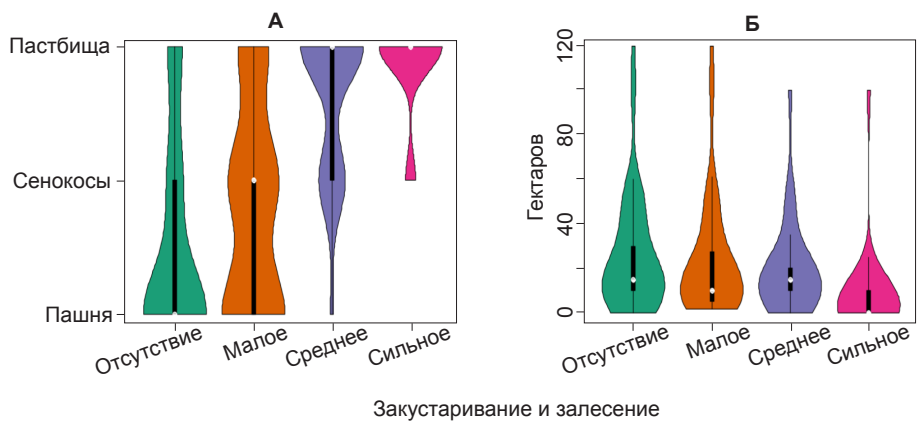 А
Пастбища
Сенокосы
Пашня
Отсутствие
Малое
Среднее
Сильное
Б
Гектаров
120
80
40
0
Отсутствие
Малое
Среднее
Сильное
Закустаривание и залесение